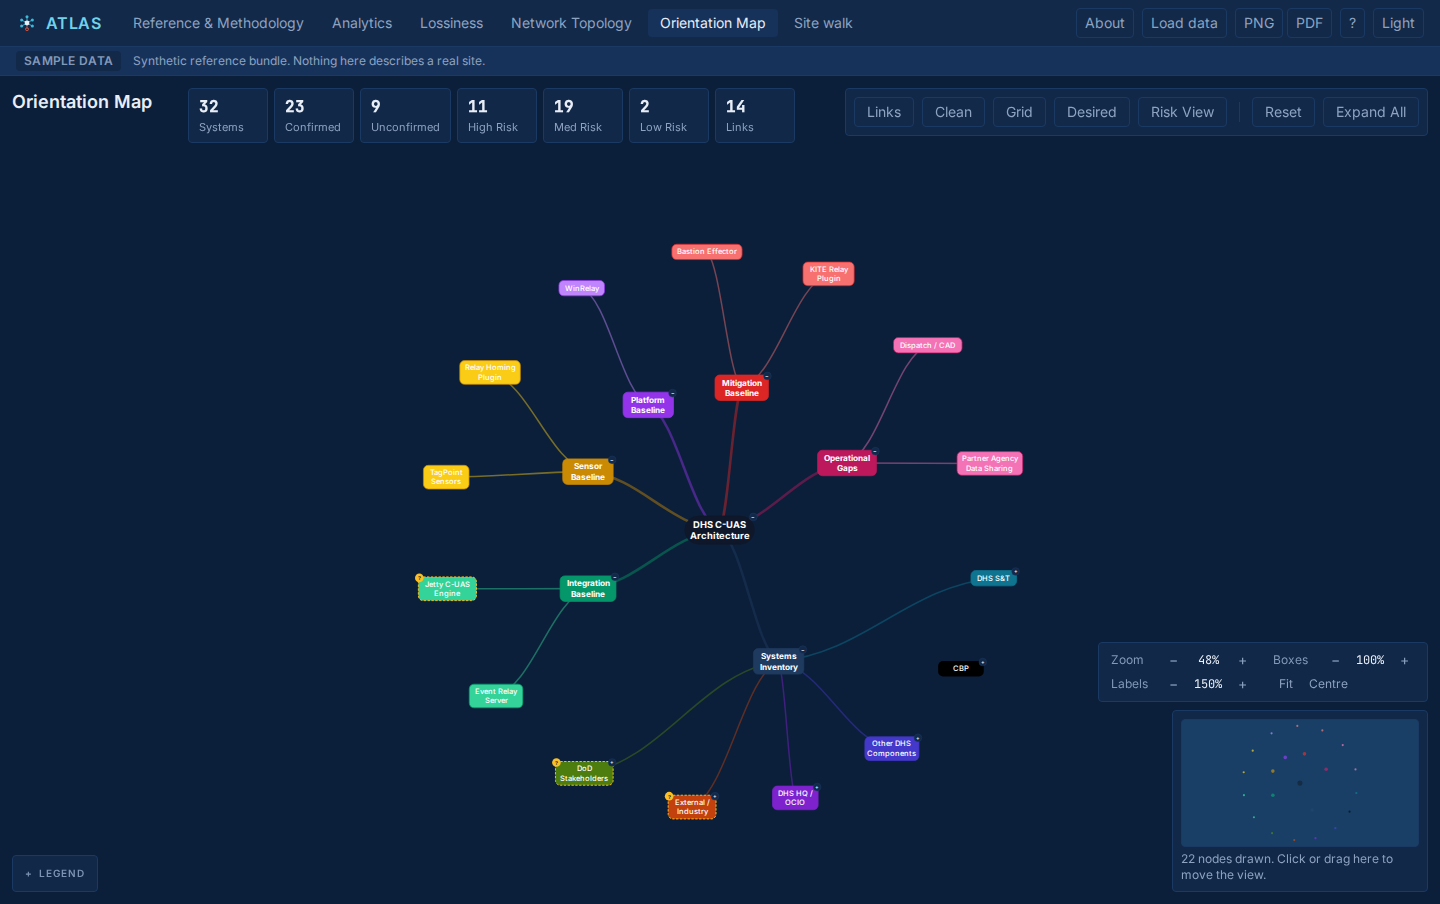 ATLAS
Reference & Methodology
Analytics
Lossiness
Network Topology
Orientation Map
Site walk
About
Load data
PNG
PDF
?
Light
SAMPLE DATA
Synthetic reference bundle. Nothing here describes a real site.
Orientation Map
32
Systems
23
Confirmed
9
Unconfirmed
11
High Risk
19
Med Risk
2
Low Risk
14
Links
Links
Clean
Grid
Desired
Risk View
Reset
Expand All
Bastion Effector
KITE Relay
Plugin
WinRelay
Dispatch / CAD
Relay Homing
Plugin
Mitigation
Baseline
Platform
Baseline
Operational
Gaps
Partner Agency
Data Sharing
Sensor
Baseline
TagPoint
Sensors
DHS C-UAS
Architecture
DHS S&T
Jetty C-UAS
Engine
Integration
Baseline
Systems
Inventory
CBP
Event Relay
Server
Other DHS
Components
DoD
Stakeholders
External /
Industry
DHS HQ /
OCIO
Zoom − 48% + Boxes − 100% +
Labels − 150% + Fit Centre
22 nodes drawn. Click or drag here to
move the view.
+ LEGEND